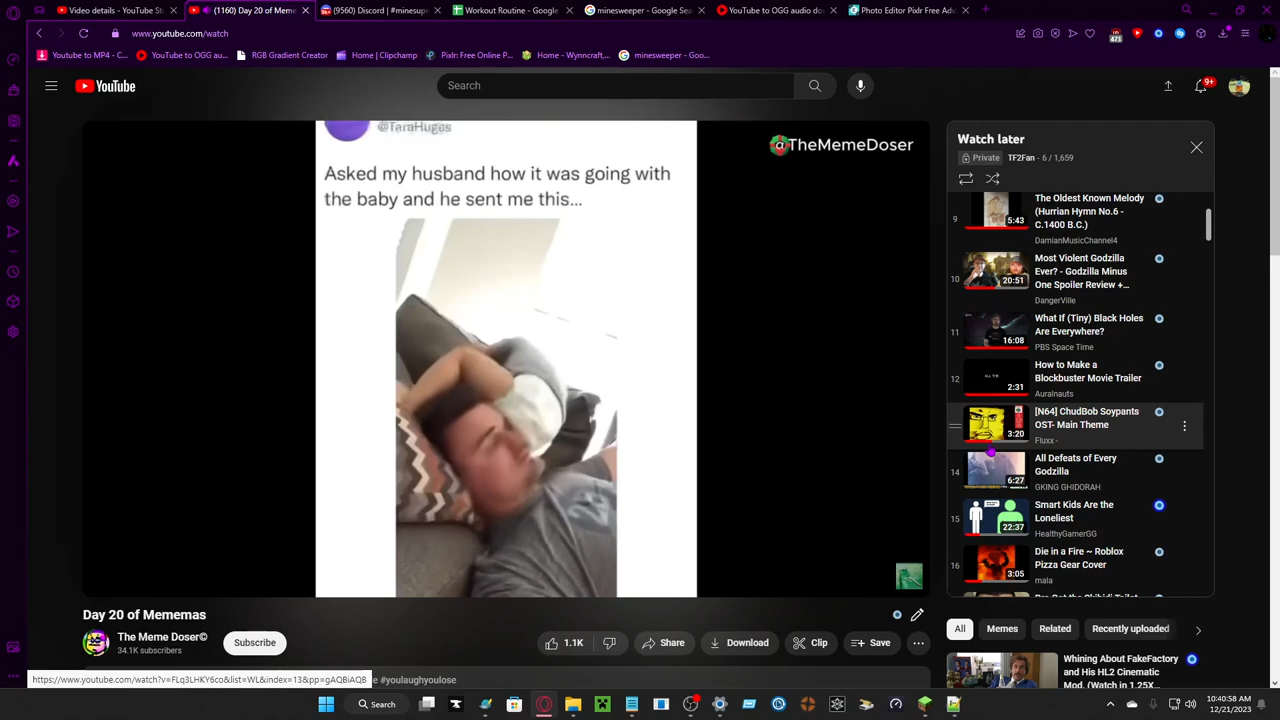 Video details - YouTube St
(1160) Day 20 of Mememas
(9560) Discord | #minesup
Workout Routine - Google
minesweeper - Google Sea
YouTube to OGG audio do
Photo Editor Pixlr Free Adv
www.youtube.com/watch
471
Youtube to MP4 - C...
YouTube to OGG au...
RGB Gradient Creator
Home | Clipchamp
Pixlr: Free Online P...
Home - Wynncraft,...
minesweeper - Goo...
YouTube
Search
9+
@TaraHuges
@TheMemeDoser
Asked my husband how it was going with
the baby and he sent me this...
Watch later
Private
TF2Fan - 6 / 1,659
9
5:43
The Oldest Known Melody
(Hurrian Hymn No.6 -
C.1400 B.C.)
DamianMusicChannel4
10
20:51
Most Violent Godzilla
Ever? - Godzilla Minus
One Spoiler Review +...
DangerVille
11
16:08
What If (Tiny) Black Holes
Are Everywhere?
PBS Space Time
12
ALL THE
2:31
How to Make a
Blockbuster Movie Trailer
Auralnauts
3:20
[N64] ChudBob Soypants
OST- Main Theme
Fluxx -
14
6:27
All Defeats of Every
Godzilla
GKING GHIDORAH
15
22:37
Smart Kids Are the
Loneliest
HealthyGamerGG
16
3:05
Die in a Fire ~ Roblox
Pizza Gear Cover
mala
Day 20 of Mememas
The Meme Doser©
34.1K subscribers
Subscribe
1.1K
Share
Download
Clip
Save
All
Memes
Related
Recently uploaded
Whining About FakeFactory
and His HL2 Cinematic
Mod. (Watch in 1.25X
https://www.youtube.com/watch?v=FLq3LHKY6co&list=WL&index=13&pp=gAQBiAQB
#youlaughyoulose
Search
10:40:58 AM
12/21/2023